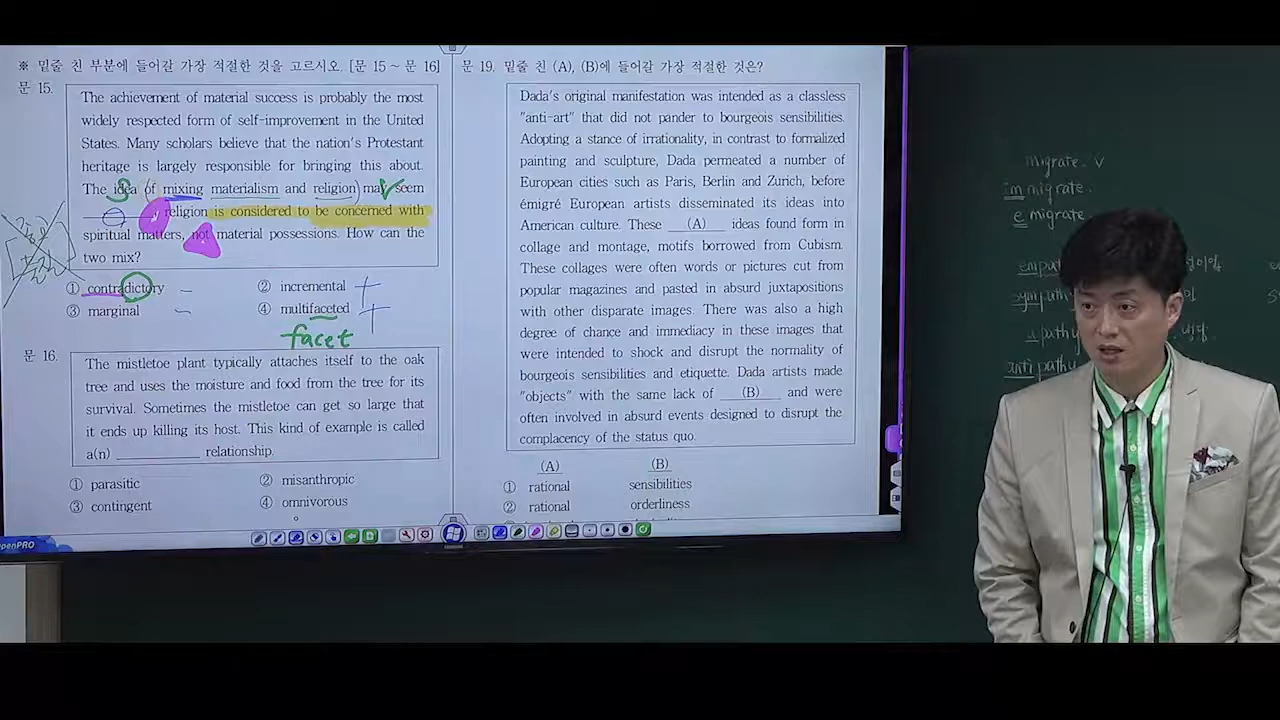 ※ 밑줄 친 부분에 들어갈 가장 적절한 것을 고르시오. [문 15 ~ 문 16]
문 15.
The achievement of material success is probably the most
widely respected form of self-improvement in the United
States. Many scholars believe that the nation's Protestant
heritage is largely responsible for bringing this about.
The idea (of mixing materialism and religion) may seem
S V
religion is considered to be concerned with
spiritual matters, not material possessions. How can the
two mix?
① contradictory -
② incremental +
③ marginal -
④ multifaceted +
facet
문 16.
The mistletoe plant typically attaches itself to the oak
tree and uses the moisture and food from the tree for its
survival. Sometimes the mistletoe can get so large that
it ends up killing its host. This kind of example is called
a(n) ____________ relationship.
① parasitic
② misanthropic
③ contingent
④ omnivorous
문 19. 밑줄 친 (A), (B)에 들어갈 가장 적절한 것은?
Dada's original manifestation was intended as a classless
"anti-art" that did not pander to bourgeois sensibilities.
Adopting a stance of irrationality, in contrast to formalized
painting and sculpture, Dada permeated a number of
European cities such as Paris, Berlin and Zurich, before
émigré European artists disseminated its ideas into
American culture. These __(A)__ ideas found form in
collage and montage, motifs borrowed from Cubism.
These collages were often words or pictures cut from
popular magazines and pasted in absurd juxtapositions
with other disparate images. There was also a high
degree of chance and immediacy in these images that
were intended to shock and disrupt the normality of
bourgeois sensibilities and etiquette. Dada artists made
"objects" with the same lack of __(B)__ and were
often involved in absurd events designed to disrupt the
complacency of the status quo.
(A) (B)
① rational sensibilities
② rational orderliness
OpenPRO
migrate. V
immigrate.
emigrate
empat
sympath
apathy
antipathy